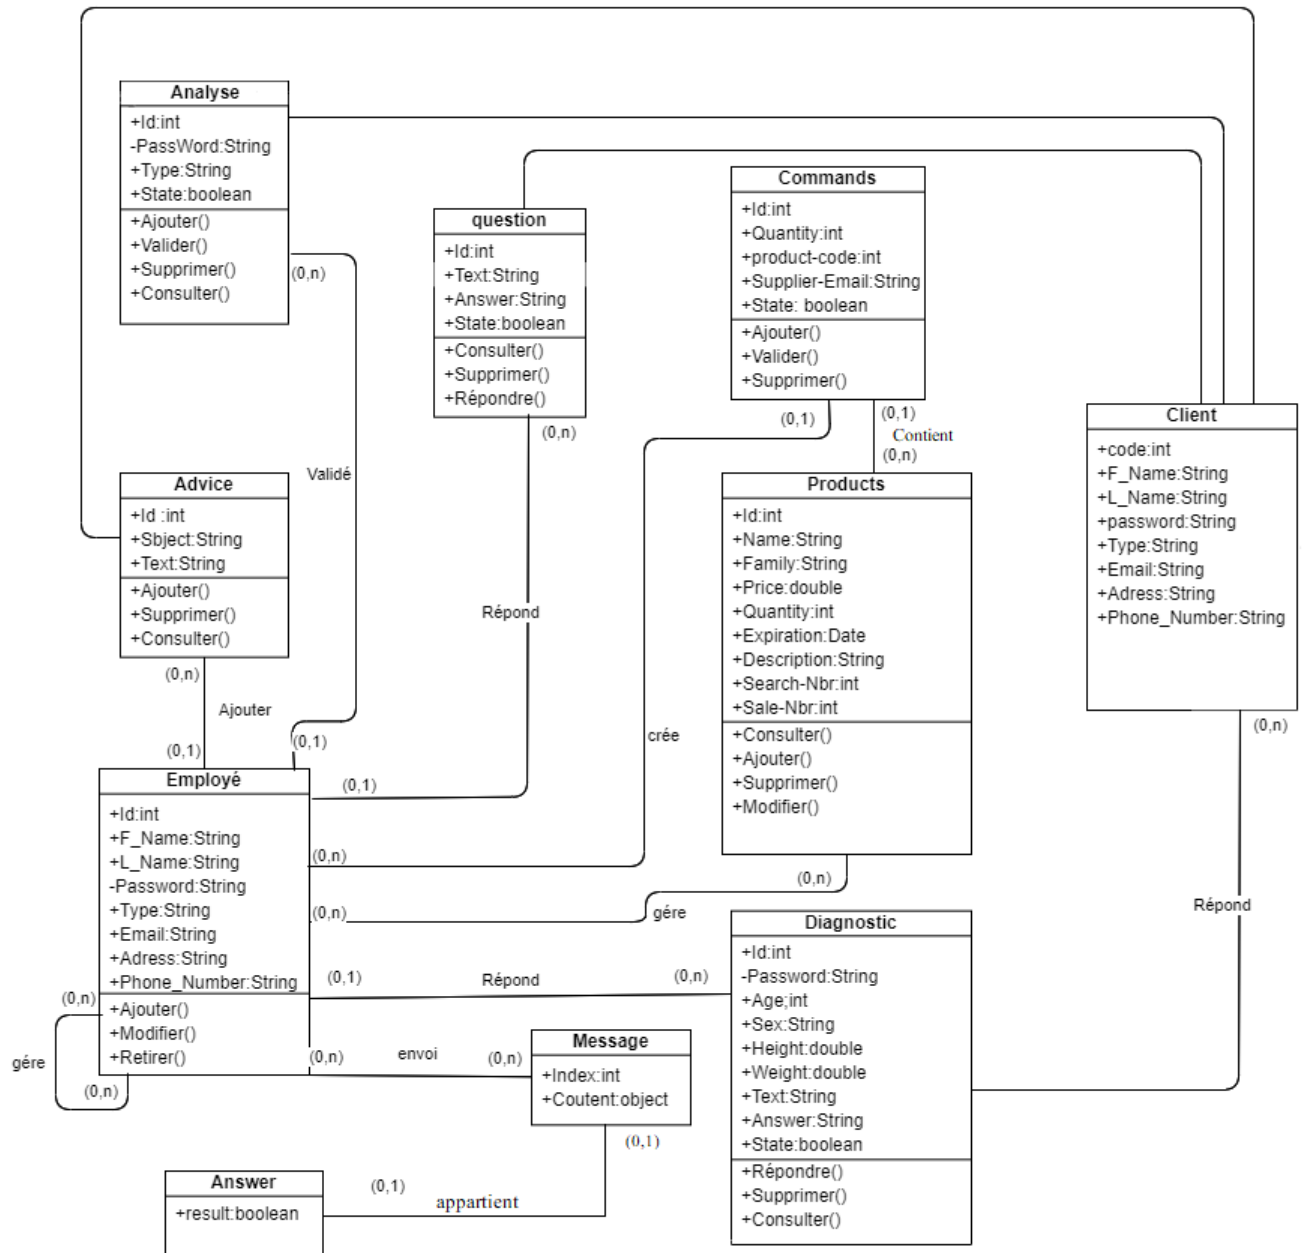 Analyse
+Id:int
-PassWord:String
+Type:String
+State:boolean
+Ajouter()
+Valider()
+Supprimer()
+Consulter()
(0,n)
question
+Id:int
+Text:String
+Answer:String
+State:boolean
+Consulter()
+Supprimer()
+Répondre()
(0,n)
Commands
+Id:int
+Quantity:int
+product-code:int
+Supplier-Email:String
+State: boolean
+Ajouter()
+Valider()
+Supprimer()
(0,1)
(0,1)
Contient
(0,n)
Client
+code:int
+F_Name:String
+L_Name:String
+password:String
+Type:String
+Email:String
+Adress:String
+Phone_Number:String
(0,n)
Validé
Advice
+Id :int
+Sbject:String
+Text:String
+Ajouter()
+Supprimer()
+Consulter()
(0,n)
Ajouter
(0,1)
(0,1)
Répond
(0,1)
crée
Products
+Id:int
+Name:String
+Family:String
+Price:double
+Quantity:int
+Expiration:Date
+Description:String
+Search-Nbr:int
+Sale-Nbr:int
+Consulter()
+Ajouter()
+Supprimer()
+Modifier()
(0,n)
Employé
+Id:int
+F_Name:String
+L_Name:String
-Password:String
+Type:String
+Email:String
+Adress:String
+Phone_Number:String
+Ajouter()
+Modifier()
+Retirer()
(0,n)
(0,n)
gére
(0,1)
Répond
(0,n)
(0,n)
gére
(0,n)
(0,n)
envoi
(0,n)
Diagnostic
+Id:int
-Password:String
+Age;int
+Sex:String
+Height:double
+Weight:double
+Text:String
+Answer:String
+State:boolean
+Répondre()
+Supprimer()
+Consulter()
Répond
Message
+Index:int
+Coutent:object
(0,1)
Answer
+result:boolean
(0,1)
appartient